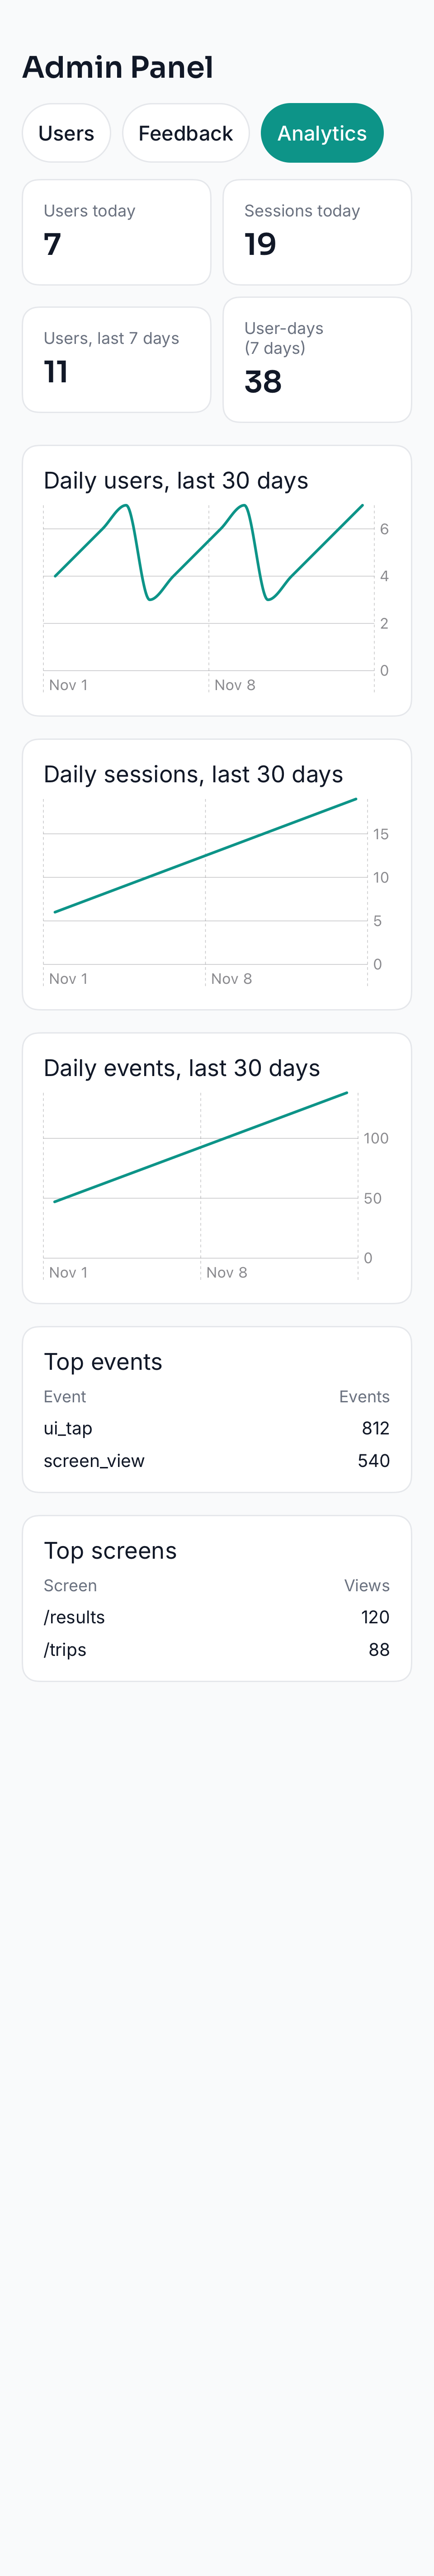 Admin Panel
Users
Feedback
Analytics
Users today
7
Sessions today
19
Users, last 7 days
11
User-days
(7 days)
38
Daily users, last 30 days
6
4
2
0
Nov 1
Nov 8
Daily sessions, last 30 days
15
10
5
0
Nov 1
Nov 8
Daily events, last 30 days
100
50
0
Nov 1
Nov 8
Top events
Event Events
ui_tap 812
screen_view 540
Top screens
Screen Views
/results 120
/trips 88